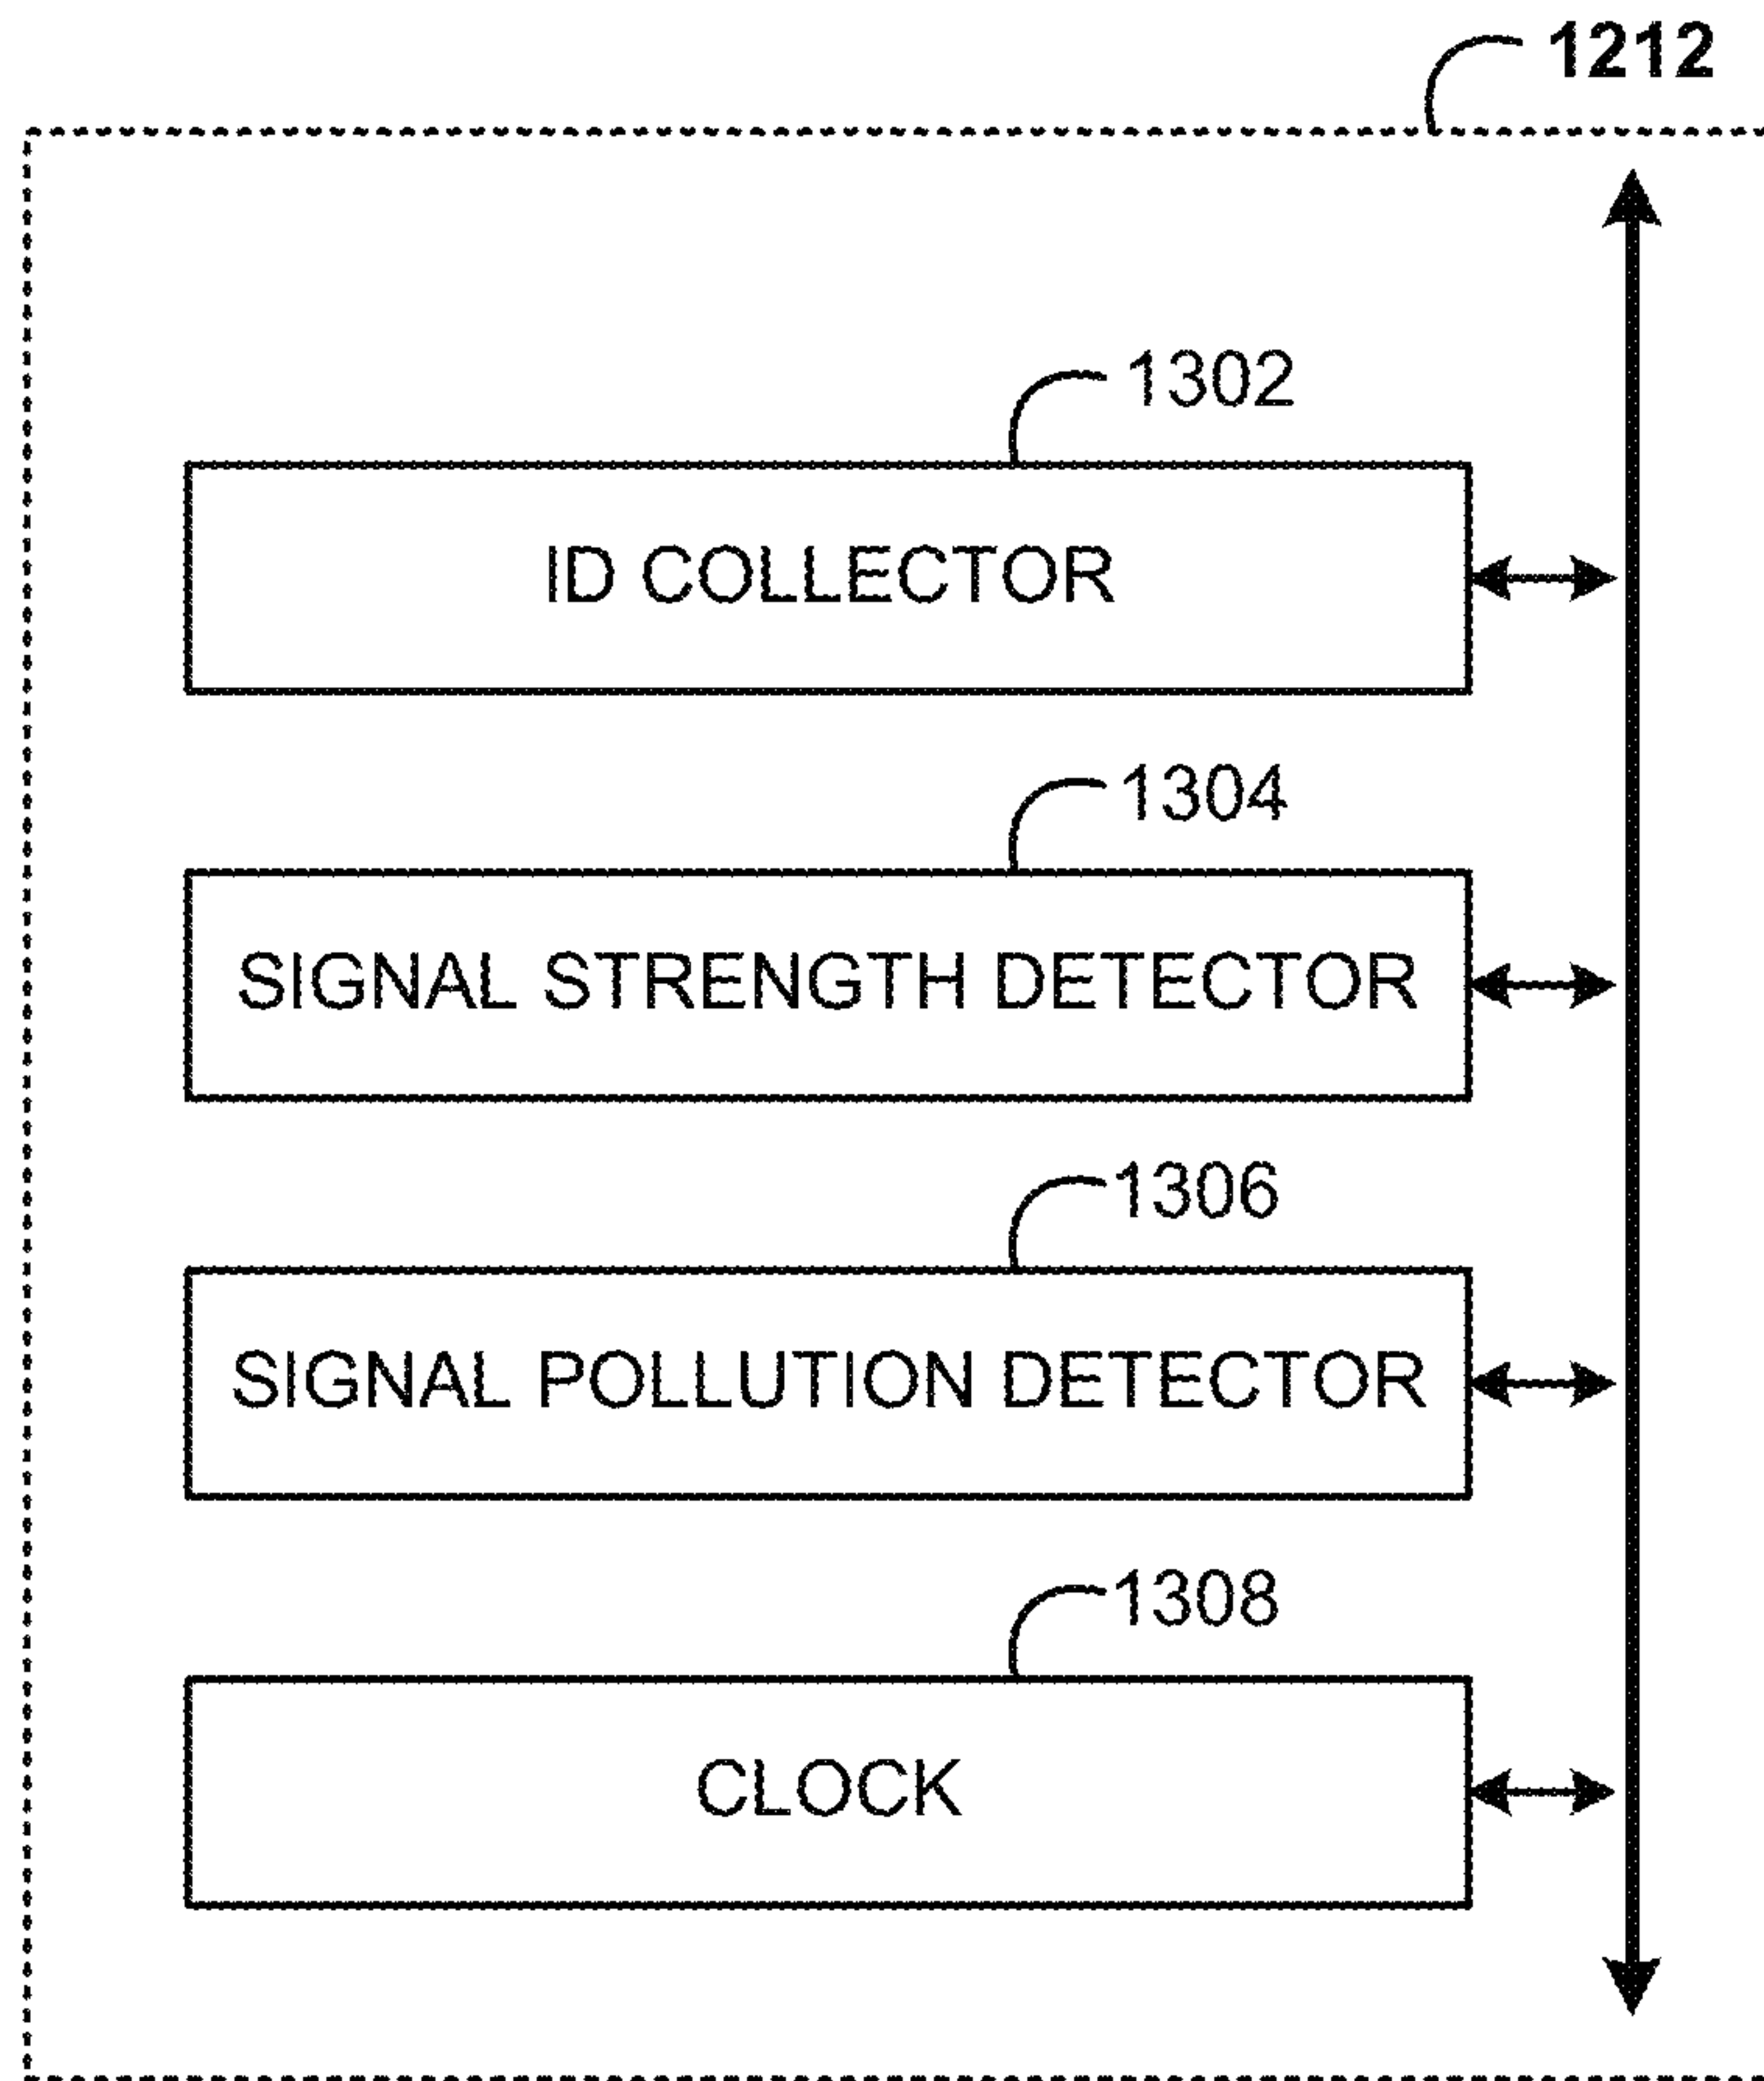 1212
1302
ID COLLECTOR
1304
SIGNAL STRENGTH DETECTOR
1306
SIGNAL POLLUTION DETECTOR
1308
CLOCK